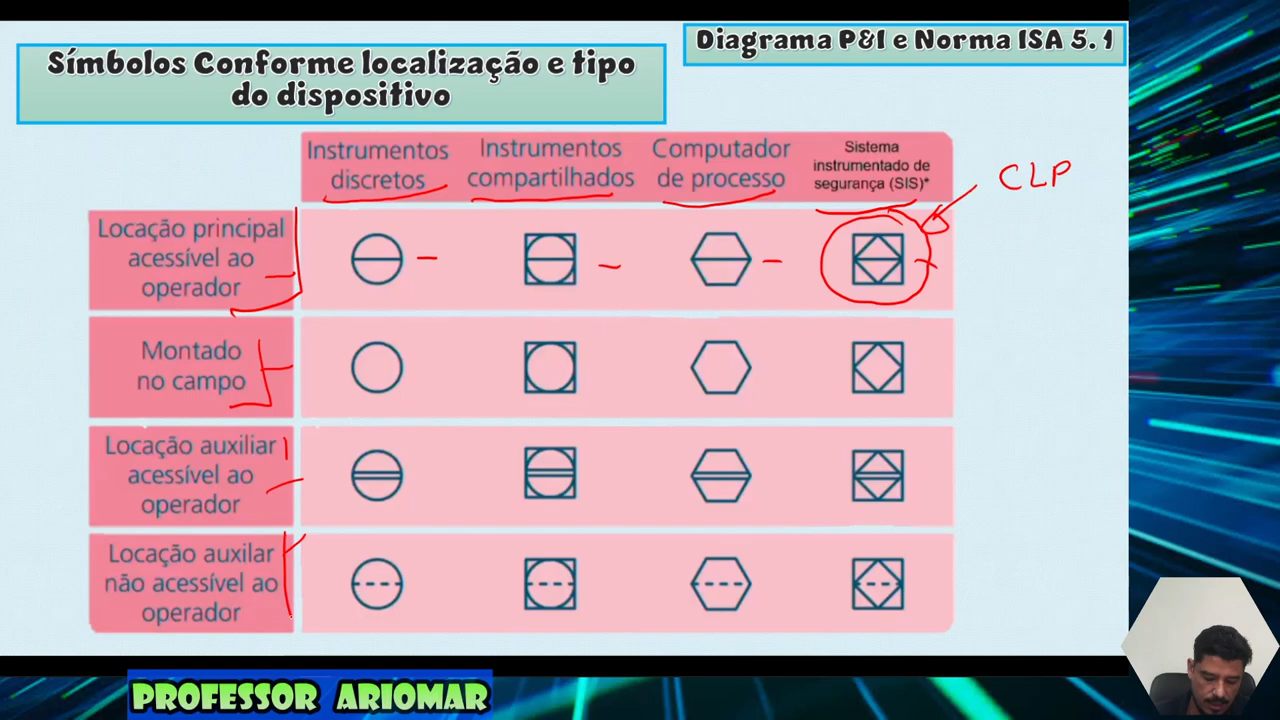 Diagrama P&I e Norma ISA 5.1
Símbolos Conforme localização e tipo
do dispositivo
Instrumentos
discretos
Instrumentos
compartilhados
Computador
de processo
Sistema
instrumentado de
segurança (SIS)*
CLP
Locação principal
acessível ao
operador
Montado
no campo
Locação auxiliar
acessível ao
operador
Locação auxilar
não acessível ao
operador
PROFESSOR ARIOMAR